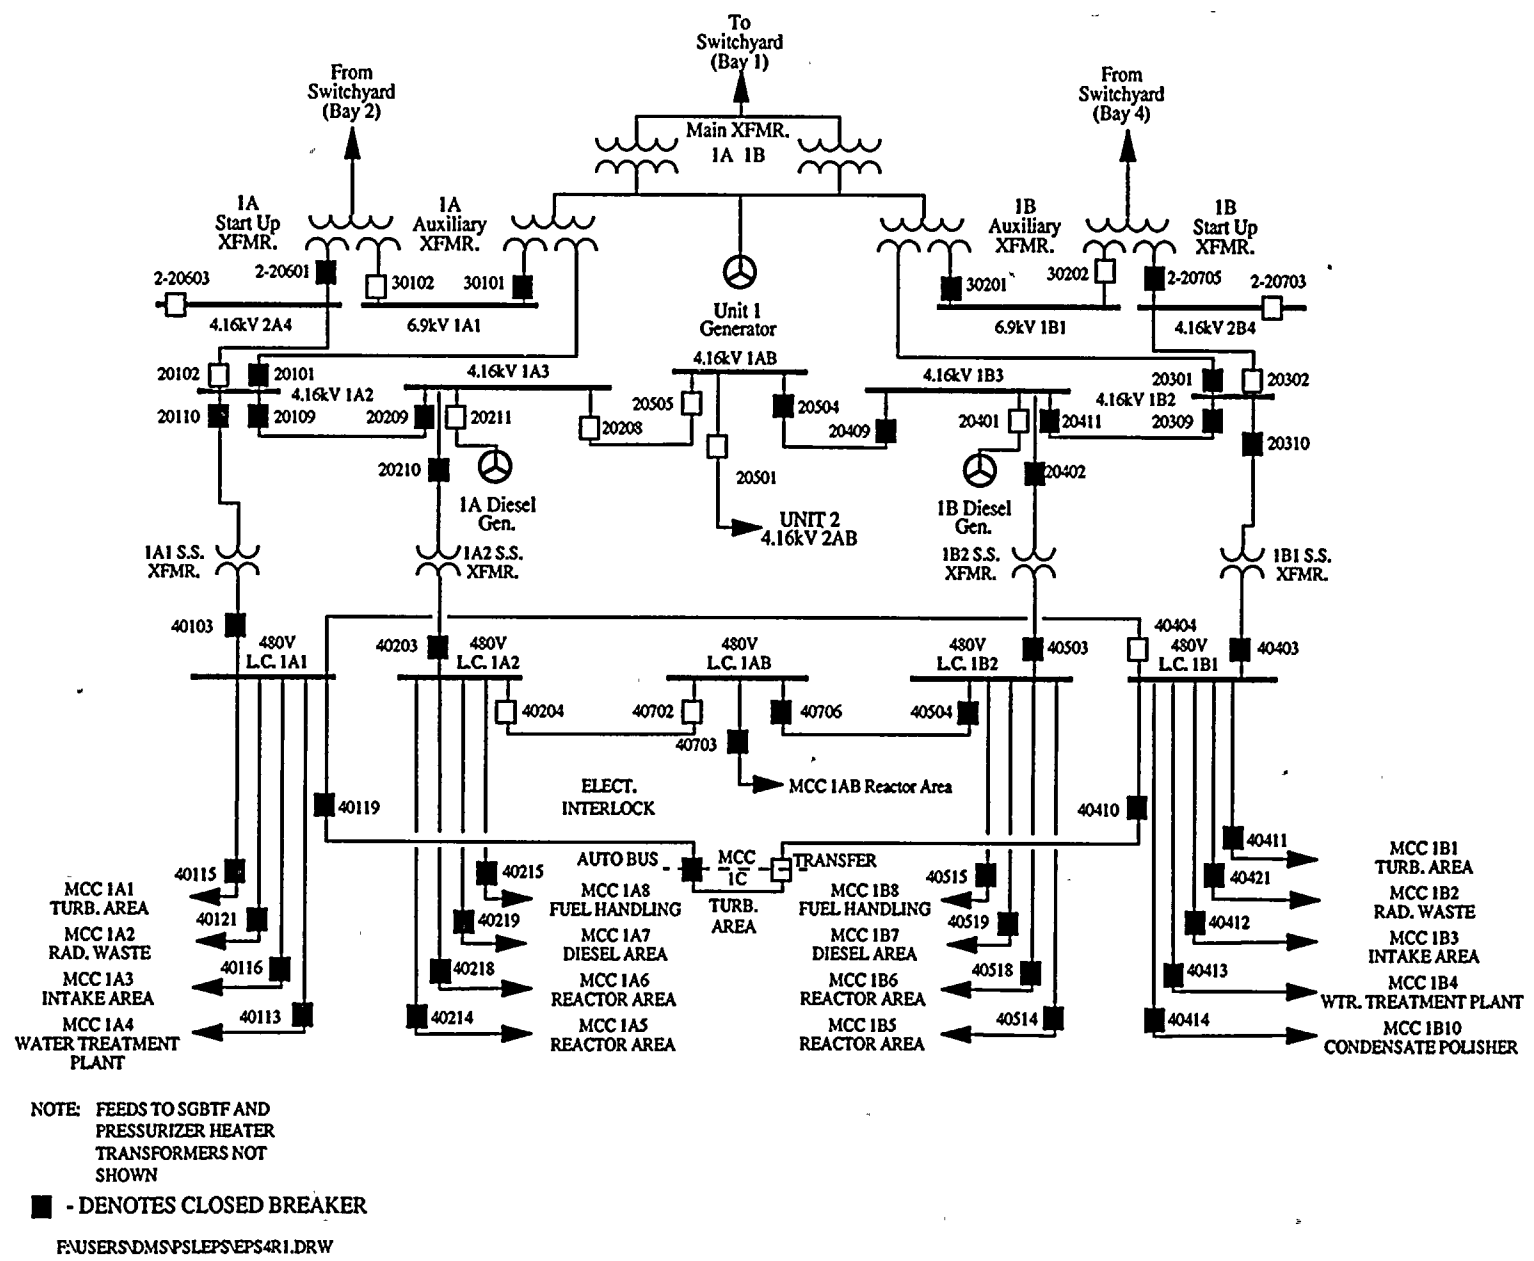 To
Switchyard
(Bay 1)
From
Switchyard
(Bay 2)
From
Switchyard
(Bay 4)
Main XFMR.
1A 1B
1A
Start Up
XFMR.
1A
Auxiliary
XFMR.
1B
Auxiliary
XFMR.
1B
Start Up
XFMR.
2-20603
2-20601
30102
30101
30201
30202
2-20705
2-20703
Unit 1
Generator
4.16kV 2A4
6.9kV 1A1
6.9kV 1B1
4.16kV 2B4
20102
20101
4.16kV 1A3
4.16kV 1AB
4.16kV 1B3
20301
20302
4.16kV 1A2
4.16kV 1B2
20110
20109
20209
20211
20208
20505
20504
20409
20401
20411
20309
20310
20210
20501
20402
1A Diesel
Gen.
1B Diesel
Gen.
UNIT 2
4.16kV 2AB
1A1 S.S.
XFMR.
1A2 S.S.
XFMR.
1B2 S.S.
XFMR.
1B1 S.S.
XFMR.
40103
480V
L.C. 1A1
40203
480V
L.C. 1A2
480V
L.C. 1AB
480V
L.C. 1B2
40503
40404
480V
L.C. 1B1
40403
40204
40702
40706
40504
40703
MCC 1AB Reactor Area
ELECT.
INTERLOCK
40119
40410
AUTO BUS
MCC
1C
TRANSFER
TURB.
AREA
40115
MCC 1A1
TURB. AREA
40121
MCC 1A2
RAD. WASTE
40116
MCC 1A3
INTAKE AREA
40113
MCC 1A4
WATER TREATMENT
PLANT
40215
MCC 1A8
FUEL HANDLING
40219
MCC 1A7
DIESEL AREA
40218
MCC 1A6
REACTOR AREA
40214
MCC 1A5
REACTOR AREA
40515
MCC 1B8
FUEL HANDLING
40519
MCC 1B7
DIESEL AREA
40518
MCC 1B6
REACTOR AREA
40514
MCC 1B5
REACTOR AREA
40411
MCC 1B1
TURB. AREA
40421
MCC 1B2
RAD. WASTE
40412
MCC 1B3
INTAKE AREA
40413
MCC 1B4
WTR. TREATMENT PLANT
40414
MCC 1B10
CONDENSATE POLISHER
NOTE: FEEDS TO SGBTF AND
PRESSURIZER HEATER
TRANSFORMERS NOT
SHOWN
- DENOTES CLOSED BREAKER
F:\USERS\DMS\PSLEPS\EPS4R1.DRW